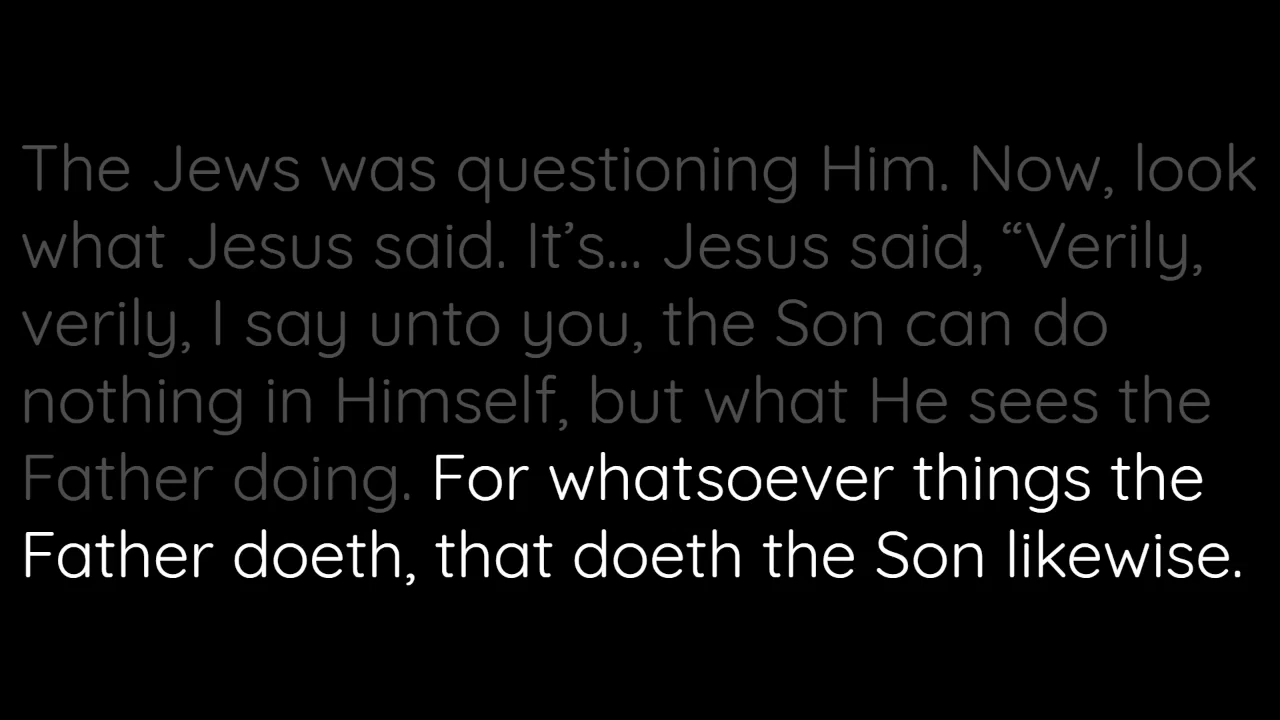 The Jews was questioning Him. Now, look
what Jesus said. It’s... Jesus said, “Verily,
verily, I say unto you, the Son can do
nothing in Himself, but what He sees the
Father doing. For whatsoever things the
Father doeth, that doeth the Son likewise.